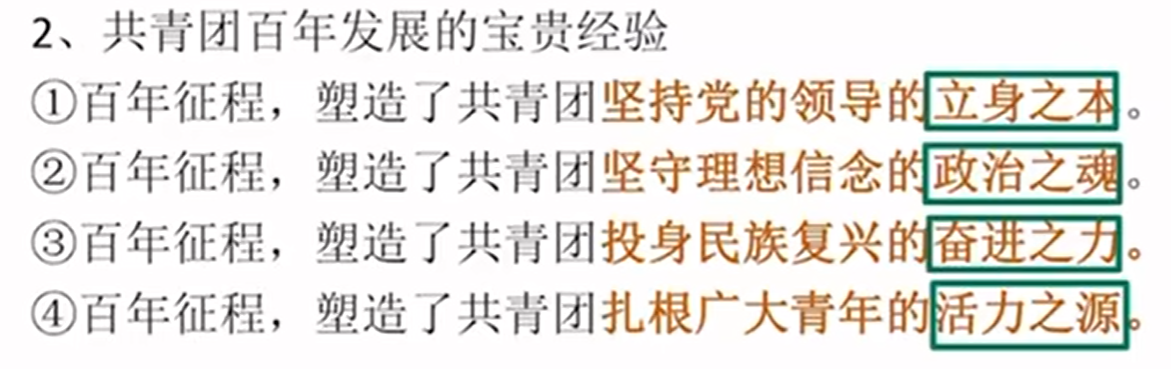 2、共青团百年发展的宝贵经验
①百年征程，塑造了共青团坚持党的领导的立身之本。
②百年征程，塑造了共青团坚守理想信念的政治之魂。
③百年征程，塑造了共青团投身民族复兴的奋进之力。
④百年征程，塑造了共青团扎根广大青年的活力之源。